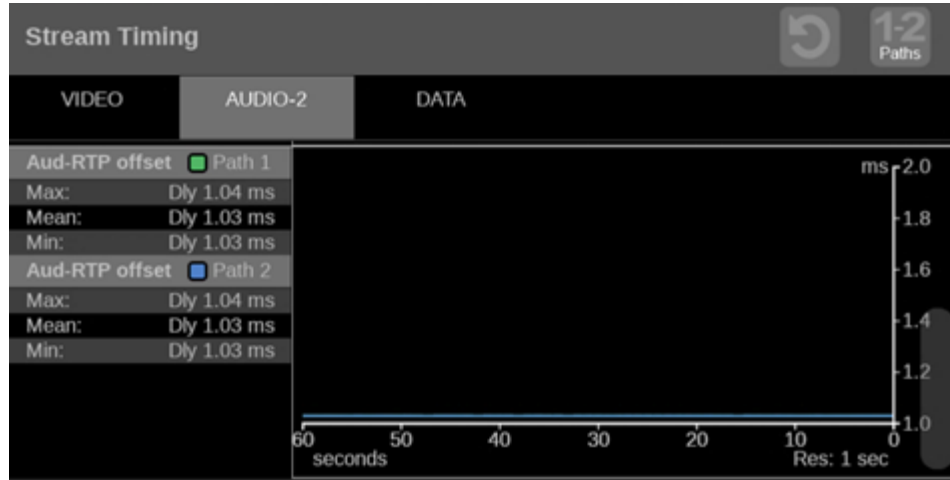 Stream Timing
1-2
Paths
VIDEO AUDIO-2 DATA
Aud-RTP offset Path 1
Max: Dly 1.04 ms
Mean: Dly 1.03 ms
Min: Dly 1.03 ms
Aud-RTP offset Path 2
Max: Dly 1.04 ms
Mean: Dly 1.03 ms
Min: Dly 1.03 ms
ms 2.0
1.8
1.6
1.4
1.2
1.0
60 50 40 30 20 10 0
seconds Res: 1 sec